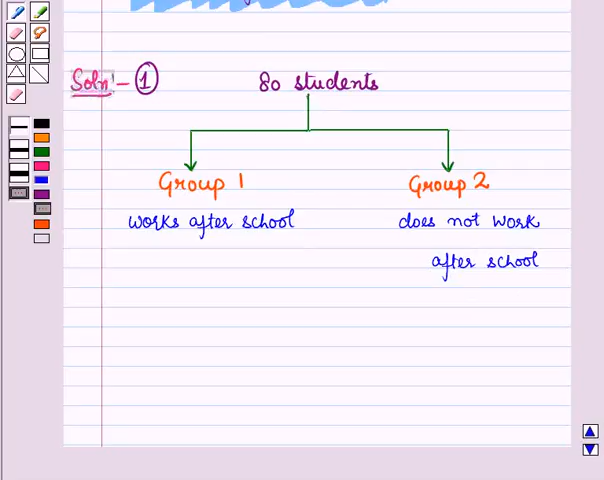 Soln - 1 80 students
Group 1 Group 2
works after school does not work
after school